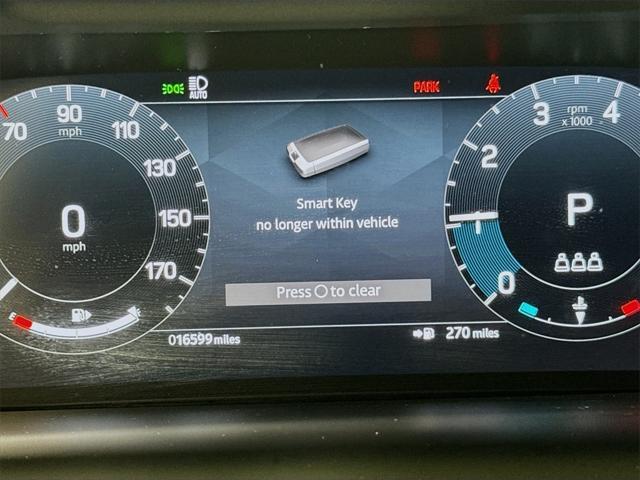 AUTO
PARK
70
90
mph
110
130
150
170
0
mph
E
F
Smart Key
no longer within vehicle
Press O to clear
016599 miles
270 miles
0
1
2
3
4
rpm
x 1000
P